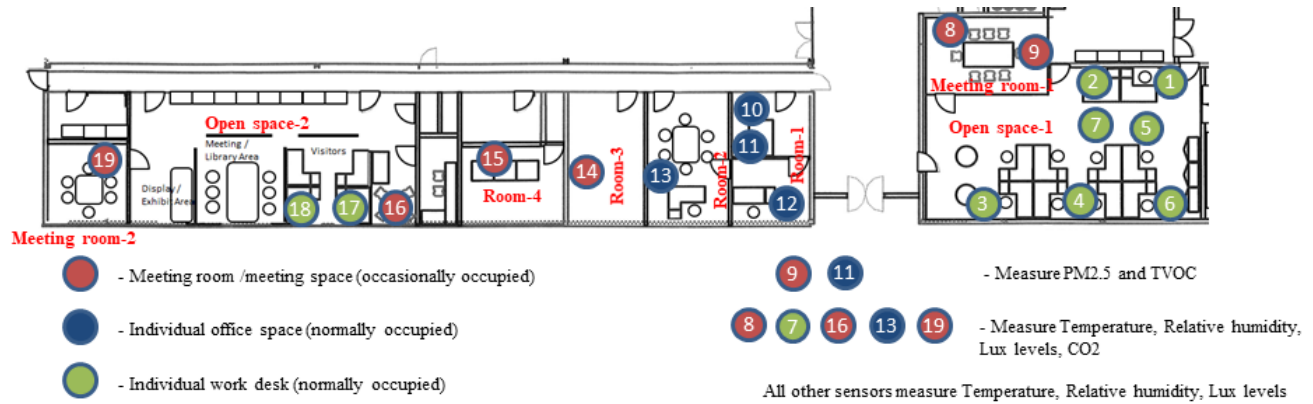 8
9
Meeting room-1
2
1
7
5
Open space-1
3
4
6
Open space-2
Meeting /
Library Area
Visitors
Display /
Exhibit Area
19
18
17
16
15
Room-4
14
Room-3
13
Room-2
10
11
Room-1
12
Meeting room-2
- Meeting room /meeting space (occasionally occupied)
- Individual office space (normally occupied)
- Individual work desk (normally occupied)
9 11 - Measure PM2.5 and TVOC
8 7 16 13 19 - Measure Temperature, Relative humidity,
Lux levels, CO2
All other sensors measure Temperature, Relative humidity, Lux levels